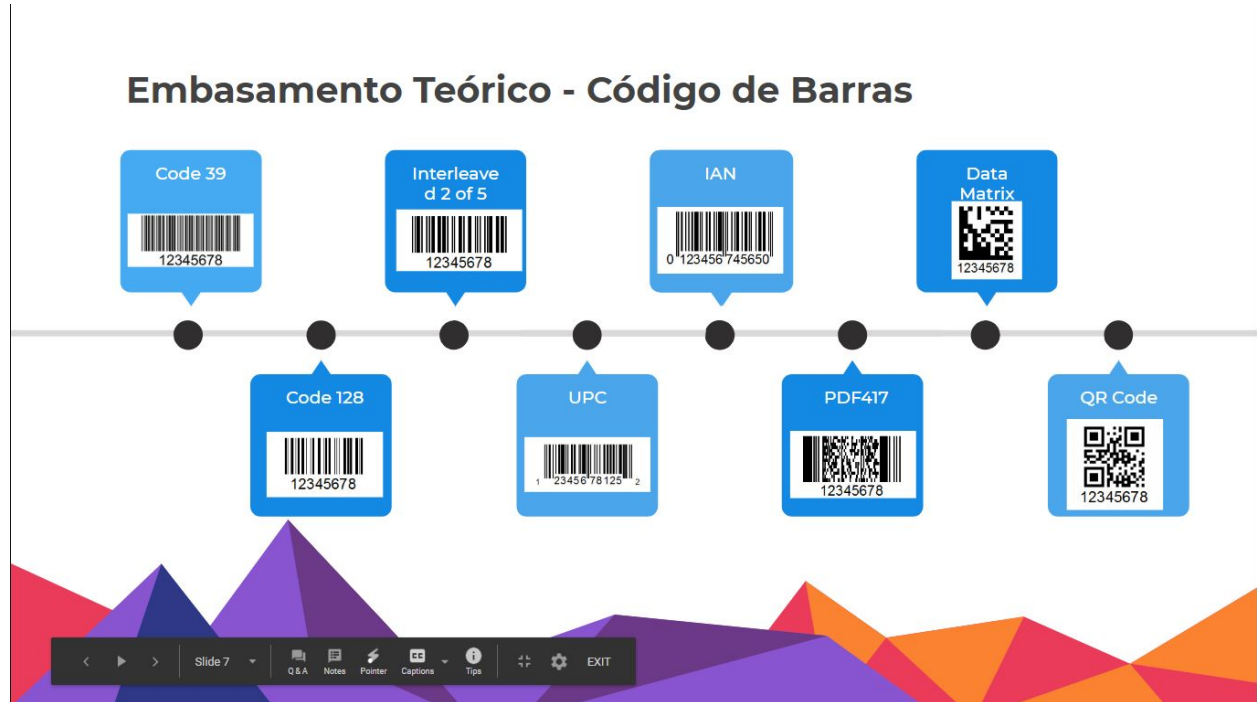 Embasamento Teórico - Código de Barras
Code 39
12345678
Interleave
d 2 of 5
12345678
IAN
0 123456 745650
Data
Matrix
12345678
Code 128
12345678
UPC
1 23456 78125 2
PDF417
12345678
QR Code
12345678
Slide 7
Q & A
Notes
Pointer
CC
Captions
Tips
EXIT